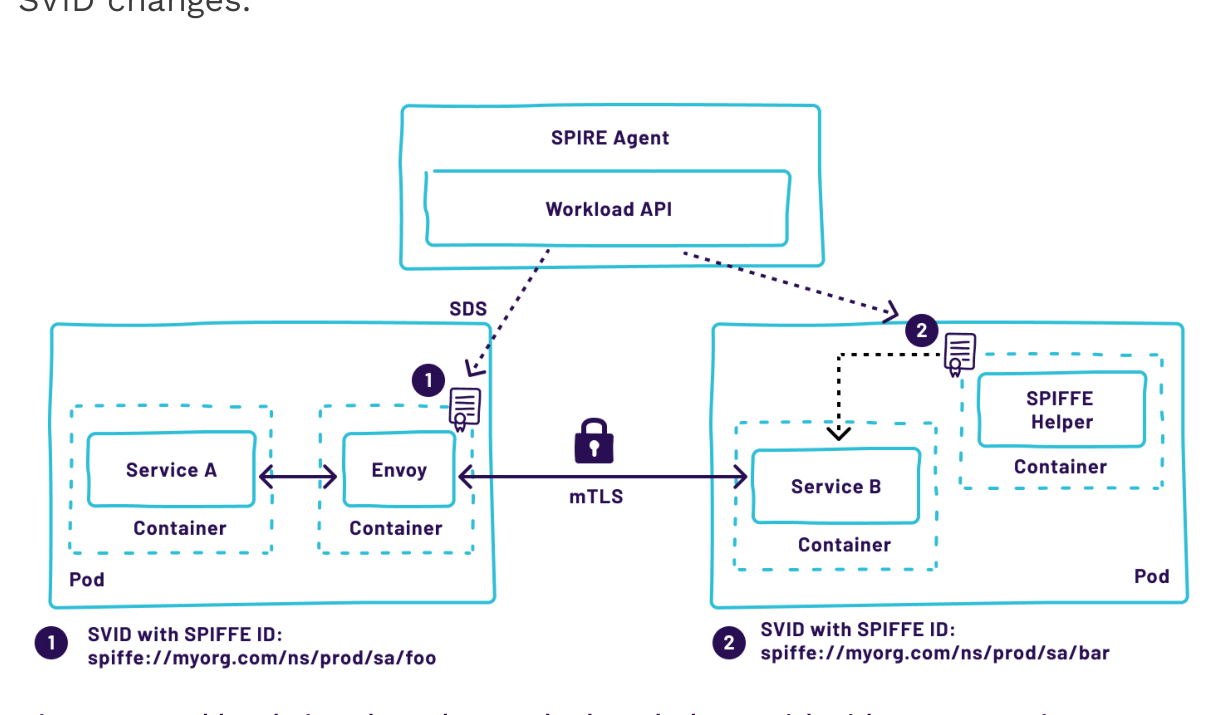 SVID changes.
SPIRE Agent
Workload API
SDS
1
2
SPIFFE
Helper
Container
Service A
Container
Envoy
Container
mTLS
Service B
Container
Pod
Pod
1
SVID with SPIFFE ID:
spiffe://myorg.com/ns/prod/sa/foo
2
SVID with SPIFFE ID:
spiffe://myorg.com/ns/prod/sa/bar